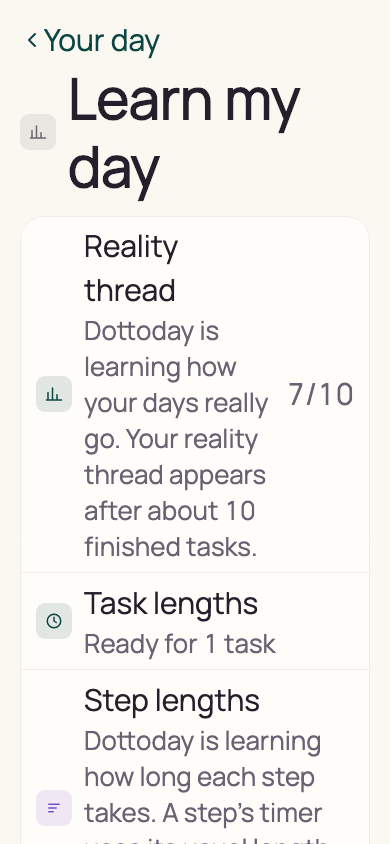 Your day
Learn my
day
Reality
thread
Dottoday is
learning how
your days really
go. Your reality
thread appears
after about 10
finished tasks.
7/10
Task lengths
Ready for 1 task
Step lengths
Dottoday is learning
how long each step
takes. A step's timer